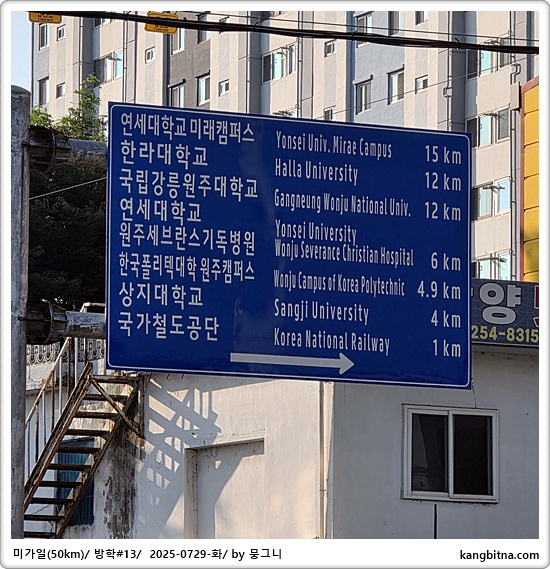 연세대학교 미래캠퍼스 Yonsei Univ. Mirae Campus 15 km
한라대학교 Halla University 12 km
국립강릉원주대학교 Gangneung Wonju National Univ. 12 km
연세대학교 Yonsei University
원주세브란스기독병원 Wonju Severance Christian Hospital 6 km
한국폴리텍대학 원주캠퍼스 Wonju Campus of Korea Polytechnic 4.9 km
상지대학교 Sangji University 4 km
국가철도공단 Korea National Railway 1 km
양
254-8315
미가일(50km)/ 방학#13/ 2025-0729-화/ by 뭉그니
kangbitna.com